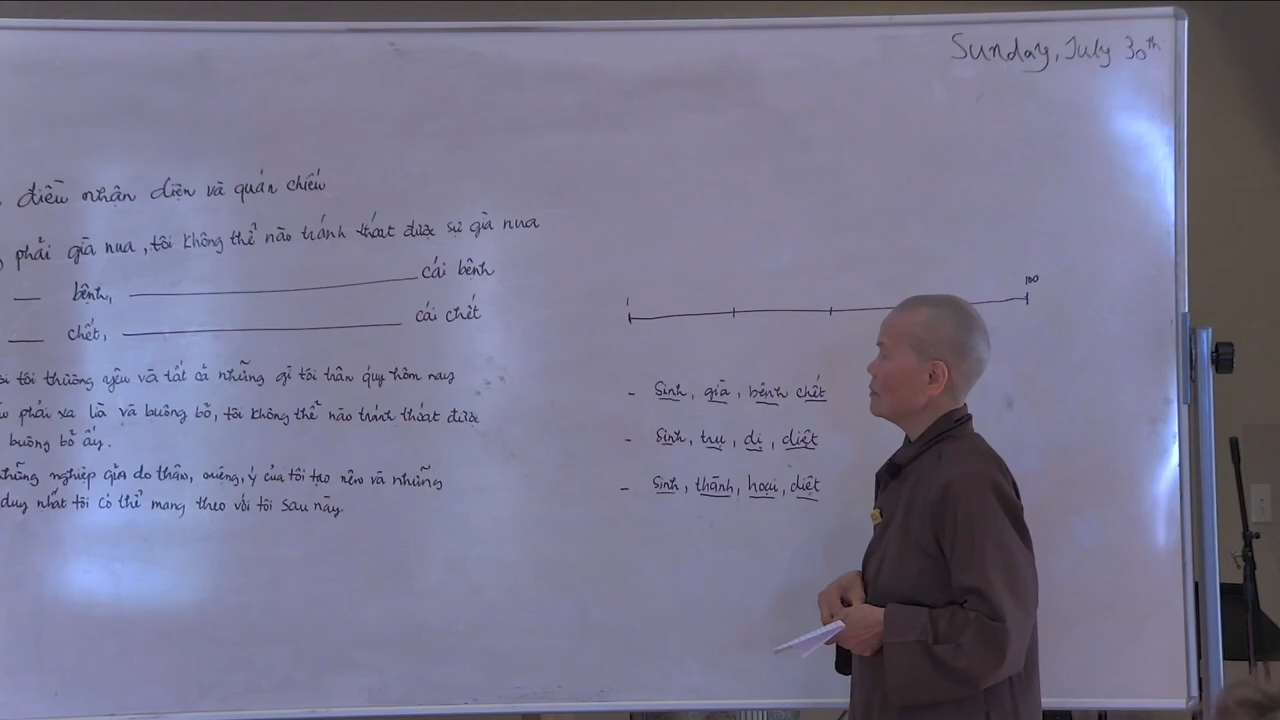 Sunday, July 30th
điều nhận diện và quán chiếu
phải già nua, tôi không thể nào tránh thoát được sự già nua
bệnh, cái bệnh
chết, cái chết
tôi thương yêu và tất cả những gì tôi trân quý hôm nay
phải xa lìa và buông bỏ, tôi không thể nào tránh thoát được
buông bỏ ấy.
những nghiệp quả do thân, miệng, ý của tôi tạo nên và những
duy nhất tôi có thể mang theo với tôi sau này.
1 100
- Sinh, già, bệnh chết
- Sinh, trụ, dị, diệt
- Sinh, thành, hoại, diệt